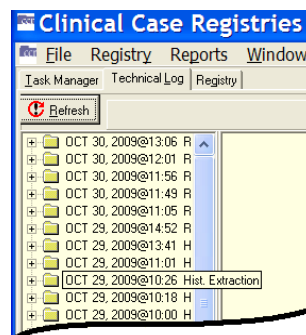 Clinical Case Registries
File Registry Reports Window
Task Manager Technical Log Registry
Refresh
OCT 30, 2009@13:06 R
OCT 30, 2009@12:01 R
OCT 30, 2009@11:56 R
OCT 30, 2009@11:49 R
OCT 30, 2009@11:05 R
OCT 29, 2009@14:52 R
OCT 29, 2009@13:41 H
OCT 29, 2009@11:01 H
OCT 29, 2009@10:26 Hist. Extraction
OCT 29, 2009@10:18 H
OCT 29, 2009@10:00 H